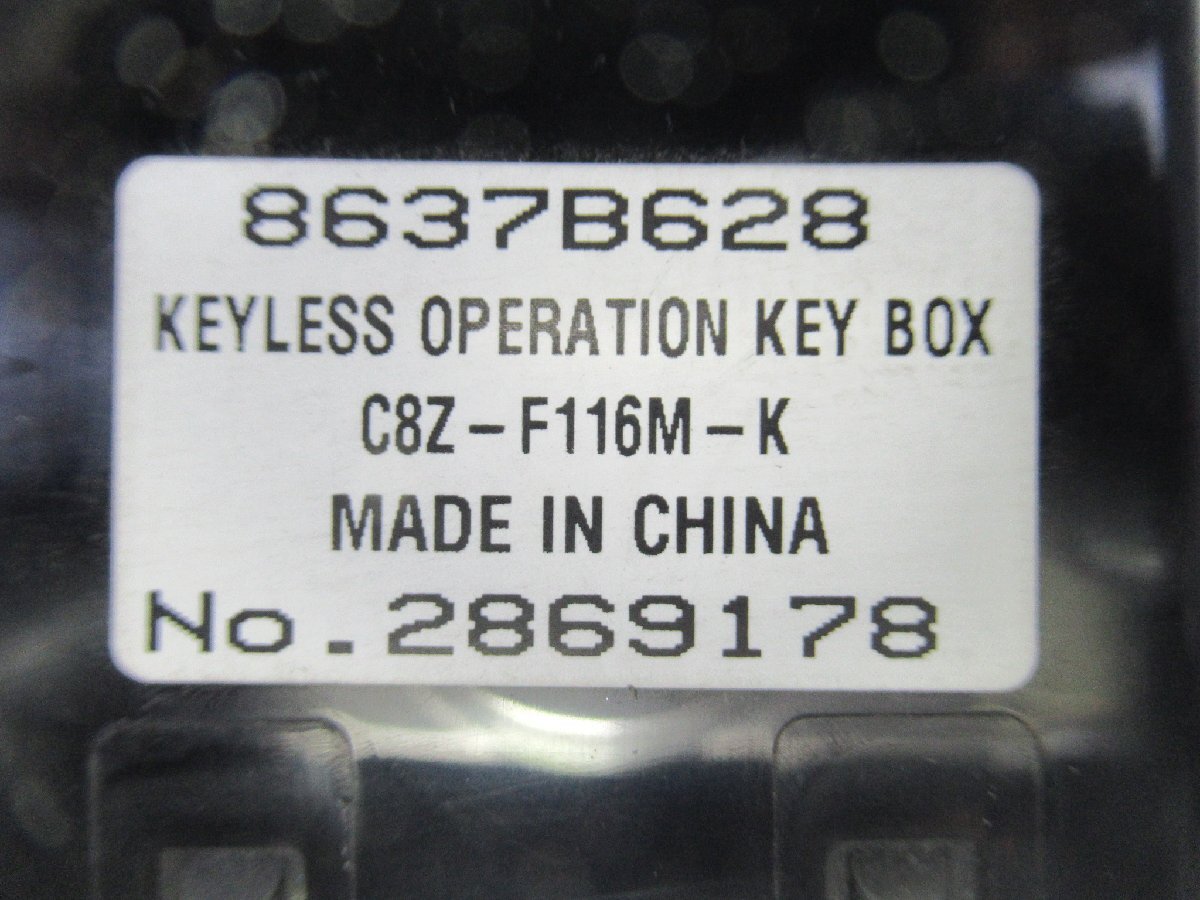 8637B628
KEYLESS OPERATION KEY BOX
C8Z-F116M-K
MADE IN CHINA
No.2869178